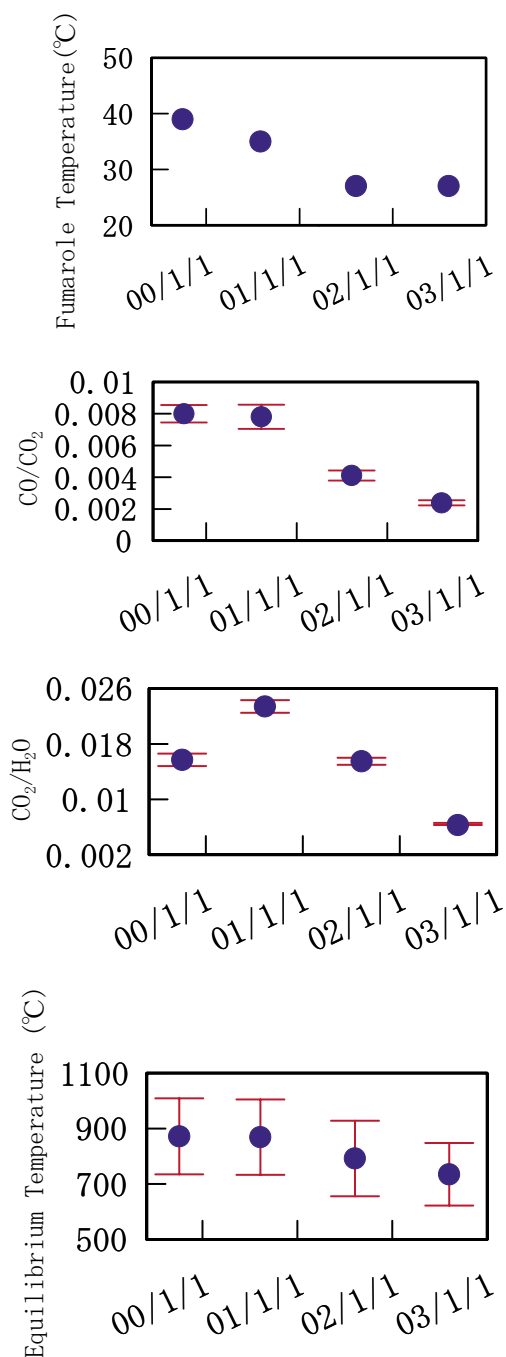 Fumarole Temperature(℃)
50
40
30
20
00/1/1 01/1/1 02/1/1 03/1/1
CO/CO₂
0.01
0.008
0.006
0.004
0.002
0
00/1/1 01/1/1 02/1/1 03/1/1
CO₂/H₂O
0.026
0.018
0.01
0.002
00/1/1 01/1/1 02/1/1 03/1/1
Equilibrium Temperature (℃)
1100
900
700
500
00/1/1 01/1/1 02/1/1 03/1/1